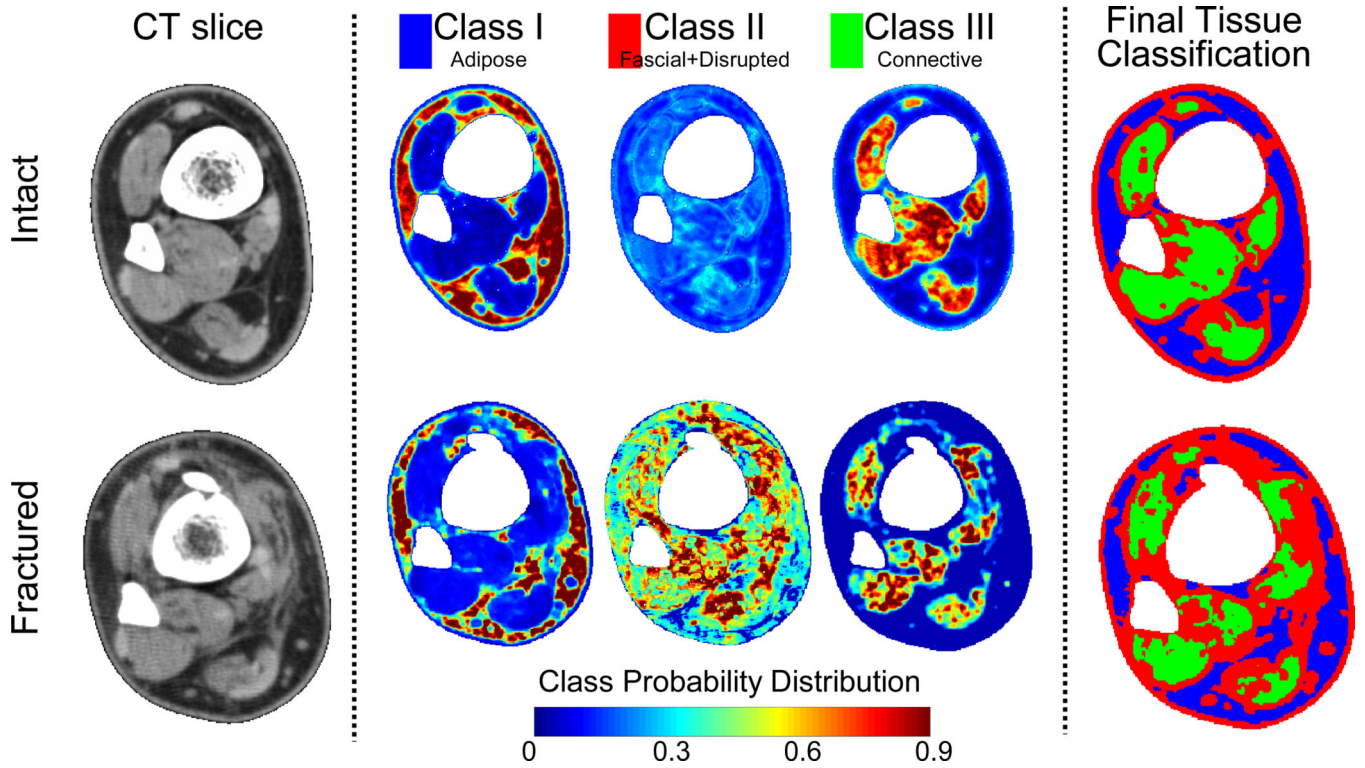 CT slice
Class I
Adipose
Class II
Fascial+Disrupted
Class III
Connective
Final Tissue
Classification
Intact
Fractured
Class Probability Distribution
0 0.3 0.6 0.9